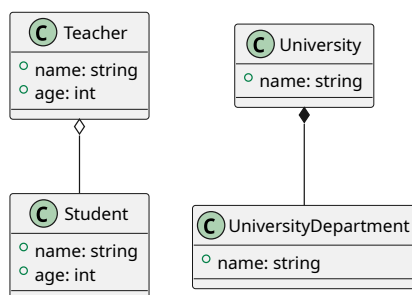 C Teacher
name: string
age: int
C University
name: string
C Student
name: string
age: int
C UniversityDepartment
name: string